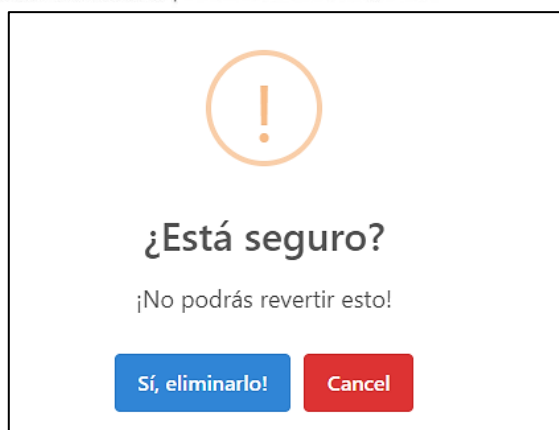 ¿Está seguro?
¡No podrás revertir esto!
Sí, eliminarlo! Cancel